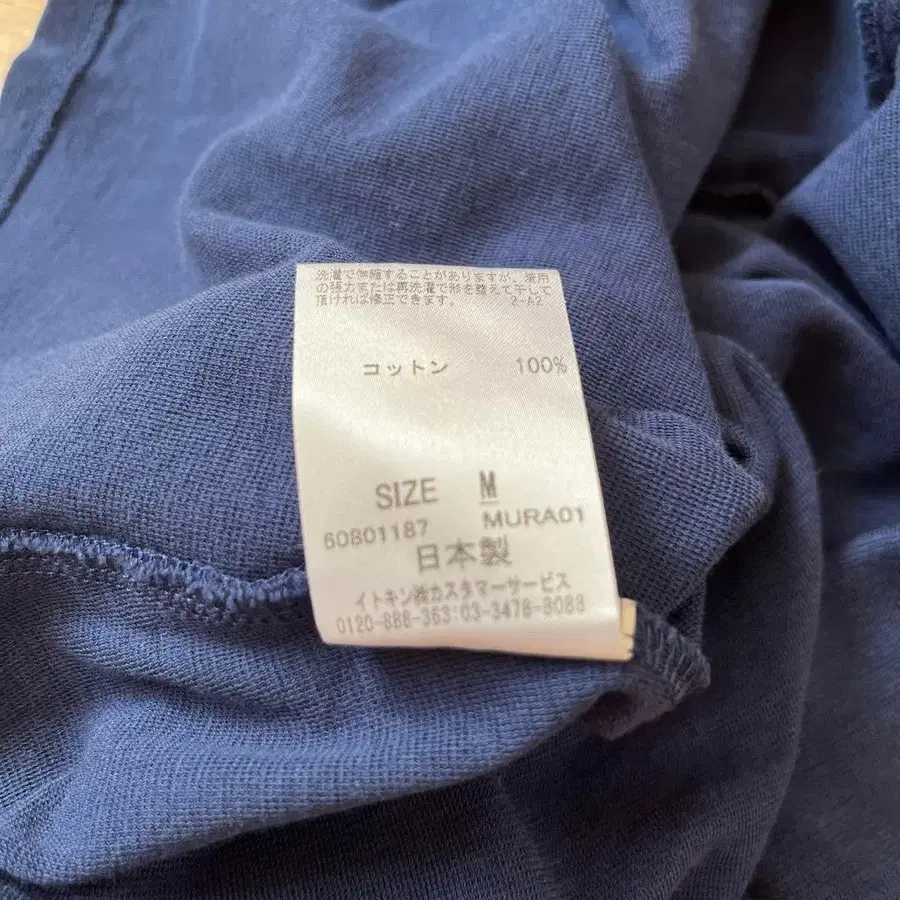 洗濯で伸縮することがありますが、着用
の張力または再洗濯で形を整えて干して
頂ければ修正できます。 2-A2
コットン 100%
SIZE M
60801187 MURA01
日本製
イトキン㈱カスタマーサービス
0120-888-363:03-3478-8088